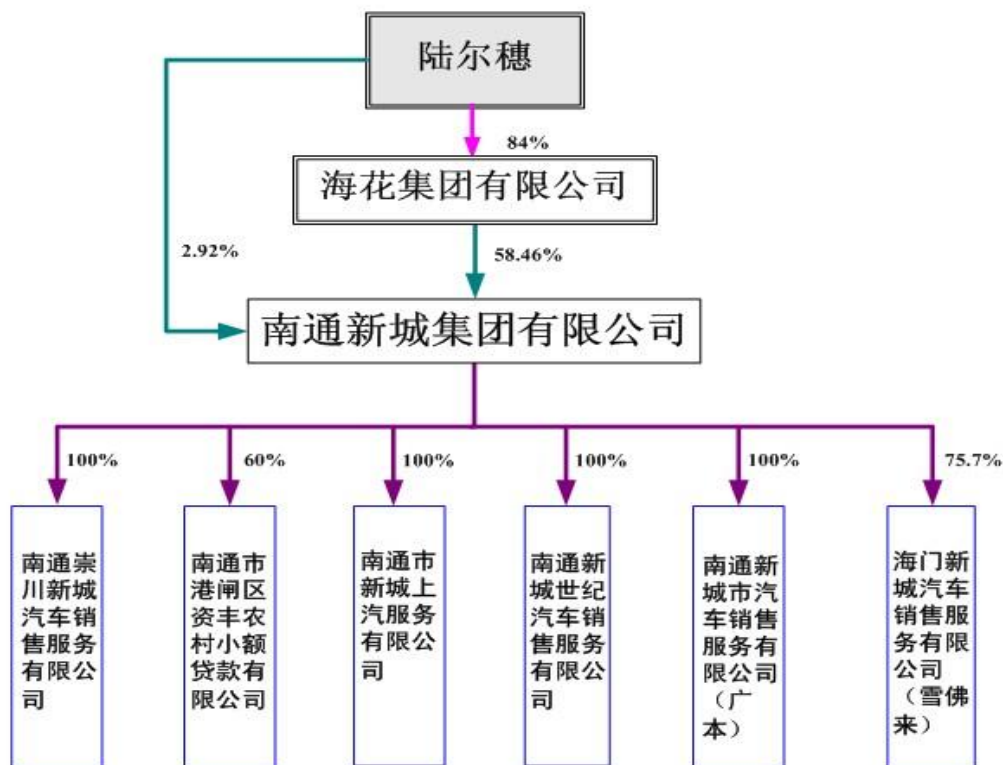 陆尔穗
84%
海花集团有限公司
2.92%
58.46%
南通新城集团有限公司
100%
60%
100%
100%
100%
75.7%
南通崇
川新城
汽车销
售服务
有限公
司
南通市
港闸区
资丰农
村小额
贷款有
限公司
南通市
新城上
汽服务
有限公
司
南通新
城世纪
汽车销
售服务
有限公
司
南通新
城市汽
车销售
服务有
限公司
（广
本）
海门新
城汽车
销售服
务有限
公司
（雪佛
来）